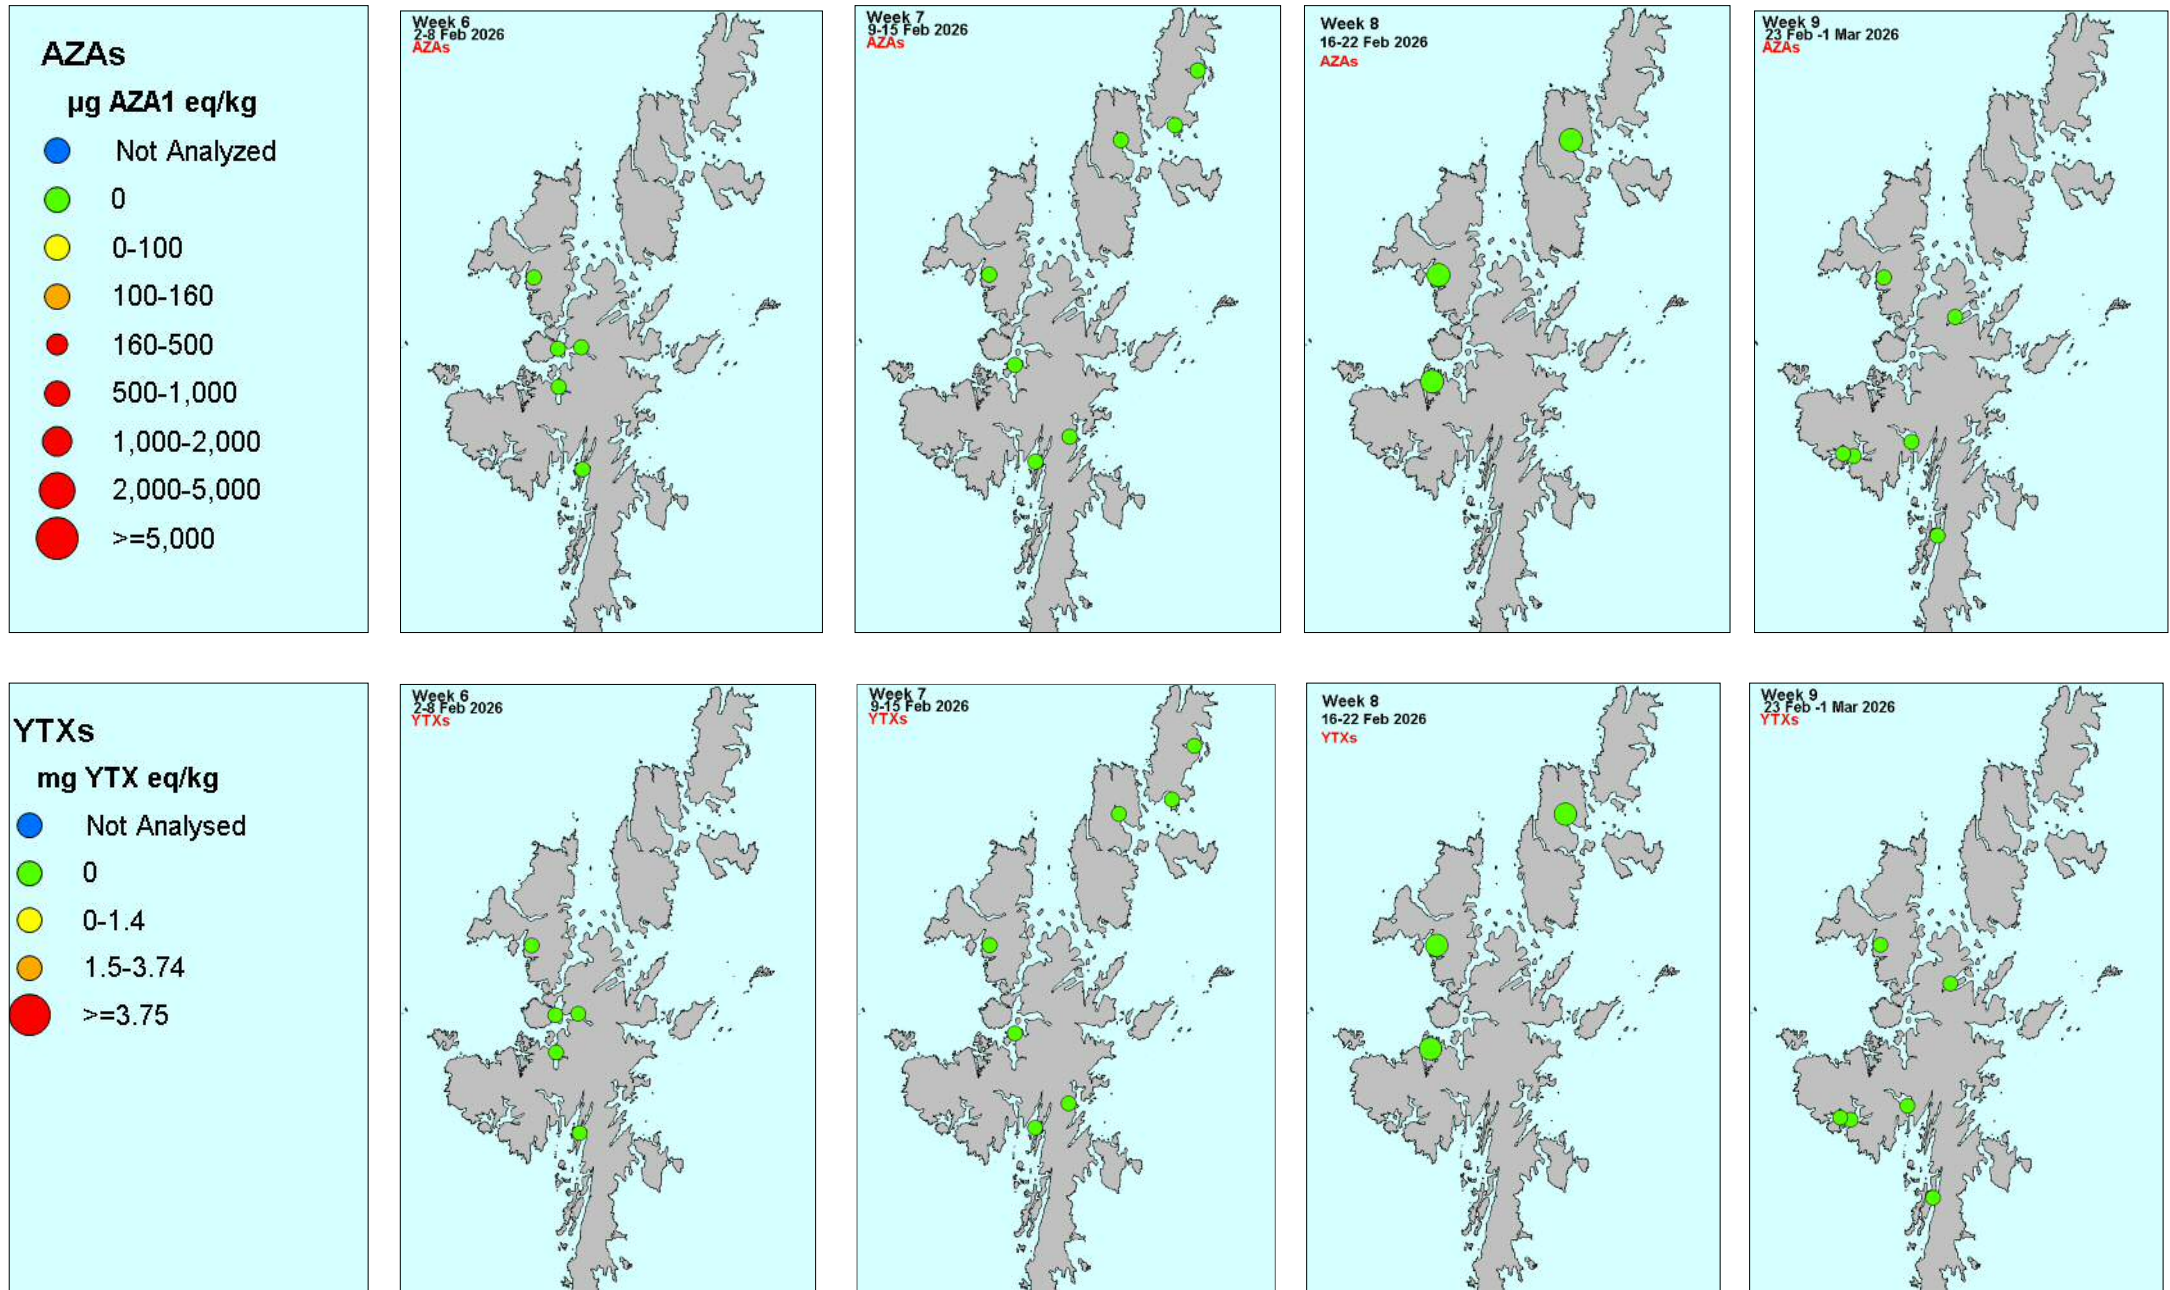 AZAs
µg AZA1 eq/kg
Not Analyzed
0
0-100
100-160
160-500
500-1,000
1,000-2,000
2,000-5,000
>=5,000
Week 6
2-8 Feb 2026
AZAs
Week 7
9-15 Feb 2026
AZAs
Week 8
16-22 Feb 2026
AZAs
Week 9
23 Feb -1 Mar 2026
AZAs
YTXs
mg YTX eq/kg
Not Analysed
0
0-1.4
1.5-3.74
>=3.75
Week 6
2-8 Feb 2026
YTXs
Week 7
9-15 Feb 2026
YTXs
Week 8
16-22 Feb 2026
YTXs
Week 9
23 Feb -1 Mar 2026
YTXs